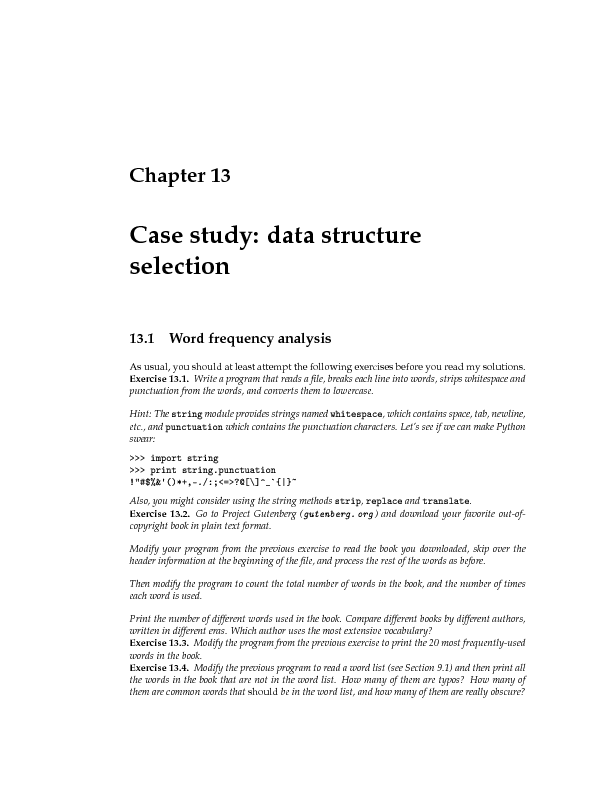 Chapter 13
Case study: data structure
selection
13.1 Word frequency analysis
As usual, you should at least attempt the following exercises before you read my solutions.
Exercise 13.1. Write a program that reads a file, breaks each line into words, strips whitespace and
punctuation from the words, and converts them to lowercase.
Hint: The string module provides strings named whitespace, which contains space, tab, newline,
etc., and punctuation which contains the punctuation characters. Let's see if we can make Python
swear:
>>> import string
>>> print string.punctuation
!"#$%&'()*+,-./:;<=>?@[\]^_`{|}~
Also, you might consider using the string methods strip, replace and translate.
Exercise 13.2. Go to Project Gutenberg (gutenberg.org) and download your favorite out-of-
copyright book in plain text format.
Modify your program from the previous exercise to read the book you downloaded, skip over the
header information at the beginning of the file, and process the rest of the words as before.
Then modify the program to count the total number of words in the book, and the number of times
each word is used.
Print the number of different words used in the book. Compare different books by different authors,
written in different eras. Which author uses the most extensive vocabulary?
Exercise 13.3. Modify the program from the previous exercise to print the 20 most frequently-used
words in the book.
Exercise 13.4. Modify the previous program to read a word list (see Section 9.1) and then print all
the words in the book that are not in the word list. How many of them are typos? How many of
them are common words that should be in the word list, and how many of them are really obscure?